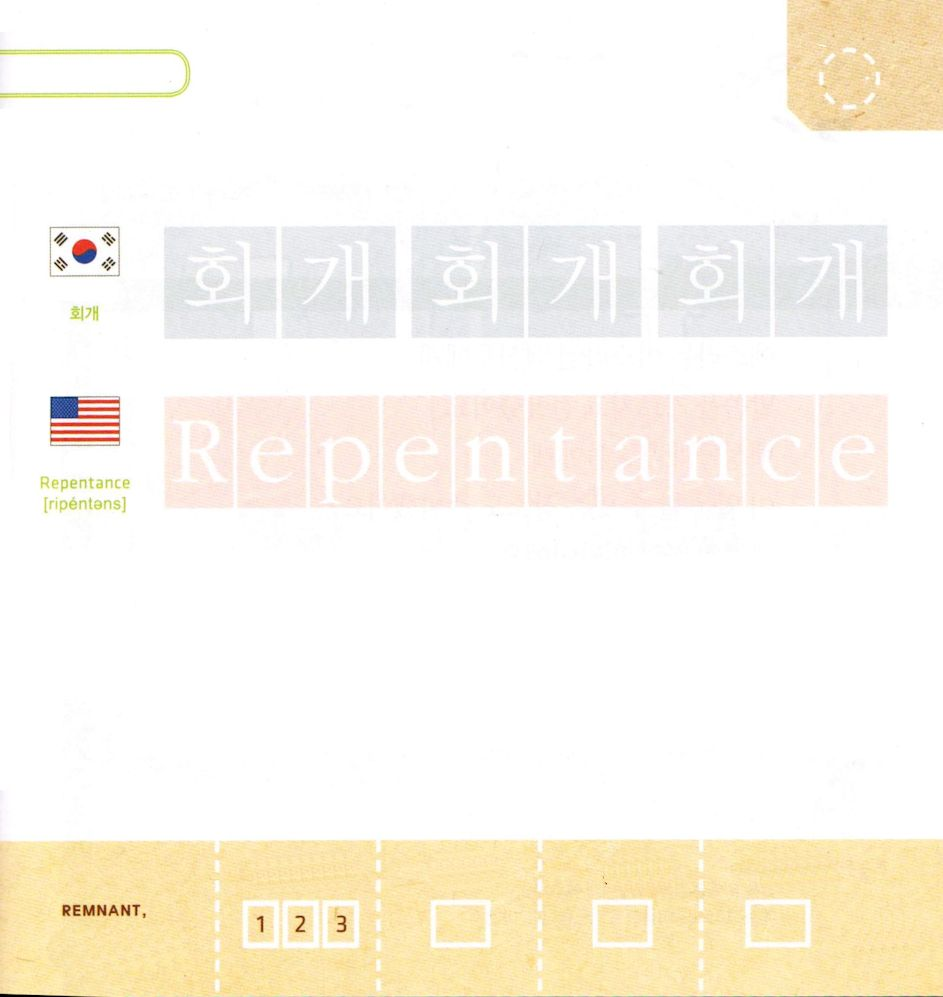 회개 회개 회개
회개
Repentance
Repentance
[ripéntəns]
REMNANT,
1 2 3